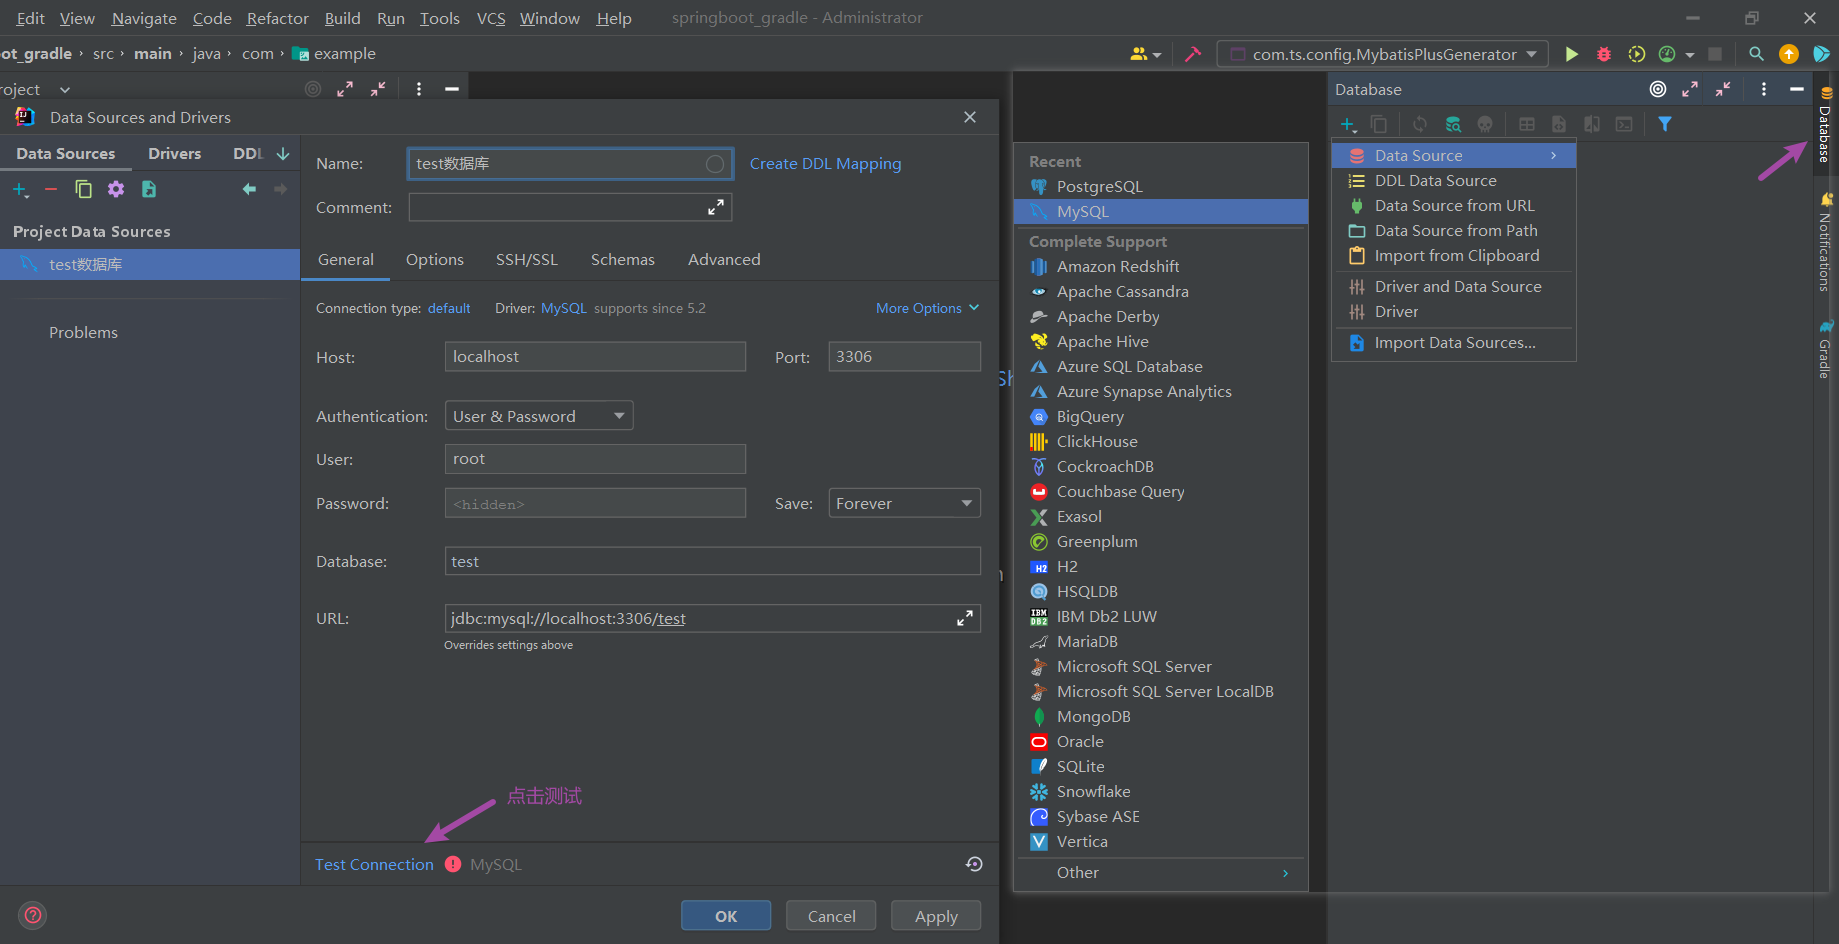 Edit View Navigate Code Refactor Build Run Tools VCS Window Help springboot_gradle - Administrator
ot_gradle › src › main › java › com › example
com.ts.config.MybatisPlusGenerator
roject
Data Sources and Drivers
Data Sources Drivers DDL
Project Data Sources
test数据库
Problems
Name: test数据库 Create DDL Mapping
Comment:
General Options SSH/SSL Schemas Advanced
Connection type: default Driver: MySQL supports since 5.2 More Options
Host: localhost Port: 3306
Authentication: User & Password
User: root
Password: <hidden> Save: Forever
Database: test
URL: jdbc:mysql://localhost:3306/test
Overrides settings above
点击测试
Test Connection MySQL
OK Cancel Apply
Recent
PostgreSQL
MySQL
Complete Support
Amazon Redshift
Apache Cassandra
Apache Derby
Apache Hive
Azure SQL Database
Azure Synapse Analytics
BigQuery
ClickHouse
CockroachDB
Couchbase Query
Exasol
Greenplum
H2
HSQLDB
IBM Db2 LUW
MariaDB
Microsoft SQL Server
Microsoft SQL Server LocalDB
MongoDB
Oracle
SQLite
Snowflake
Sybase ASE
Vertica
Other
Database
Data Source
DDL Data Source
Data Source from URL
Data Source from Path
Import from Clipboard
Driver and Data Source
Driver
Import Data Sources...
Database
Notifications
Gradle